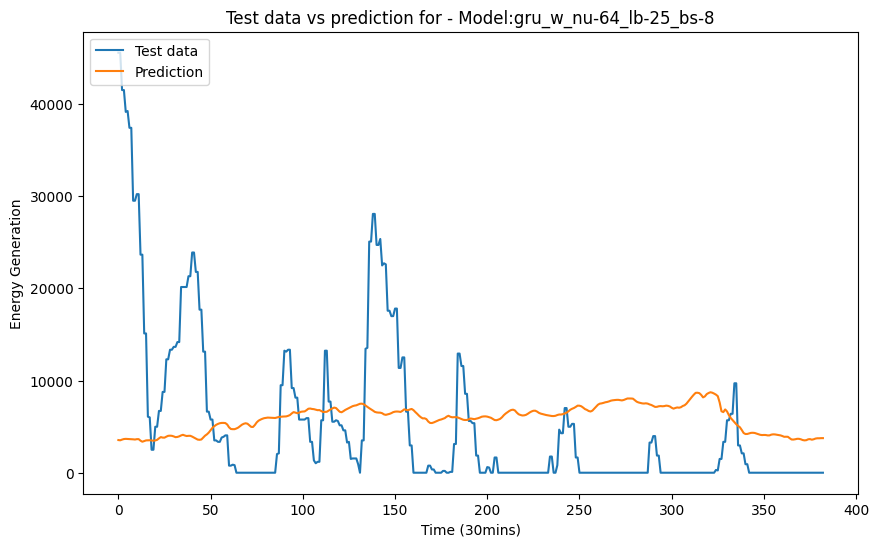 Test data vs prediction for - Model:gru_w_nu-64_lb-25_bs-8
Test data
Prediction
Energy Generation
40000
30000
20000
10000
0
0 50 100 150 200 250 300 350 400
Time (30mins)